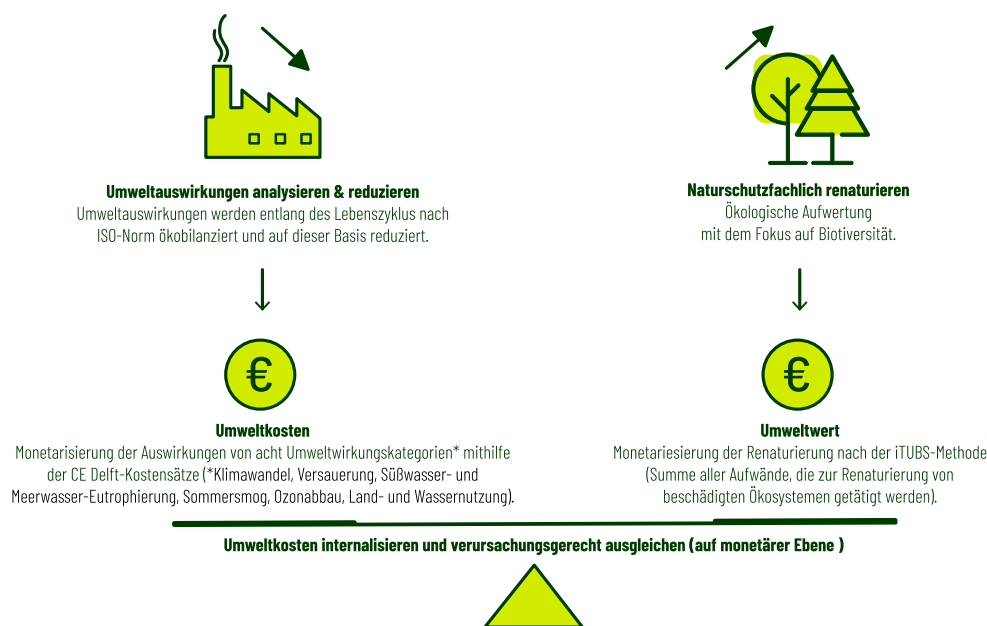 Umweltauswirkungen analysieren & reduzieren
Umweltauswirkungen werden entlang des Lebenszyklus nach
ISO-Norm ökobilanziert und auf dieser Basis reduziert.
Naturschutzfachlich renaturieren
Ökologische Aufwertung
mit dem Fokus auf Biotiversität.
€
Umweltkosten
Monetarisierung der Auswirkungen von acht Umweltwirkungskategorien* mithilfe
der CE Delft-Kostensätze (*Klimawandel, Versauerung, Süßwasser- und
Meerwasser-Eutrophierung, Sommersmog, Ozonabbau, Land- und Wassernutzung).
€
Umweltwert
Monetariesierung der Renaturierung nach der iTUBS-Methode
(Summe aller Aufwände, die zur Renaturierung von
beschädigten Ökosystemen getätigt werden).
Umweltkosten internalisieren und verursachungsgerecht ausgleichen (auf monetärer Ebene )